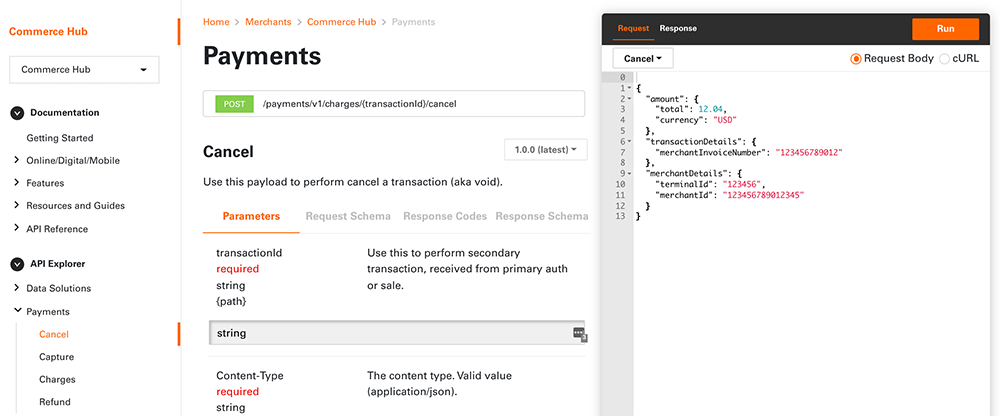 Commerce Hub
Commerce Hub
Documentation
Getting Started
Online/Digital/Mobile
Features
Resources and Guides
API Reference
API Explorer
Data Solutions
Payments
Cancel
Capture
Charges
Refund
Home > Merchants > Commerce Hub > Payments
Payments
POST /payments/v1/charges/{transactionId}/cancel
Cancel
1.0.0 (latest)
Use this payload to perform cancel a transaction (aka void).
Parameters Request Schema Response Codes Response Schema
transactionId Use this to perform secondary
required transaction, received from primary auth
string or sale.
{path}
string
Content-Type The content type. Valid value
required (application/json).
string
Request Response Run
Cancel Request Body cURL
0
1 {
2 "amount": {
3 "total": 12.04,
4 "currency": "USD"
5 },
6 "transactionDetails": {
7 "merchantInvoiceNumber": "123456789012"
8 },
9 "merchantDetails": {
10 "terminalId": "123456",
11 "merchantId": "123456789012345"
12 }
13 }